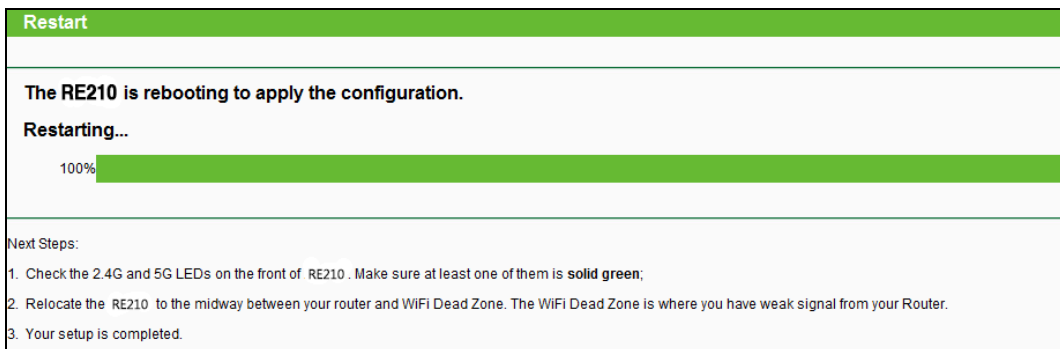 Restart
The RE210 is rebooting to apply the configuration.
Restarting...
100%
Next Steps:
1. Check the 2.4G and 5G LEDs on the front of RE210. Make sure at least one of them is solid green;
2. Relocate the RE210 to the midway between your router and WiFi Dead Zone. The WiFi Dead Zone is where you have weak signal from your Router.
3. Your setup is completed.